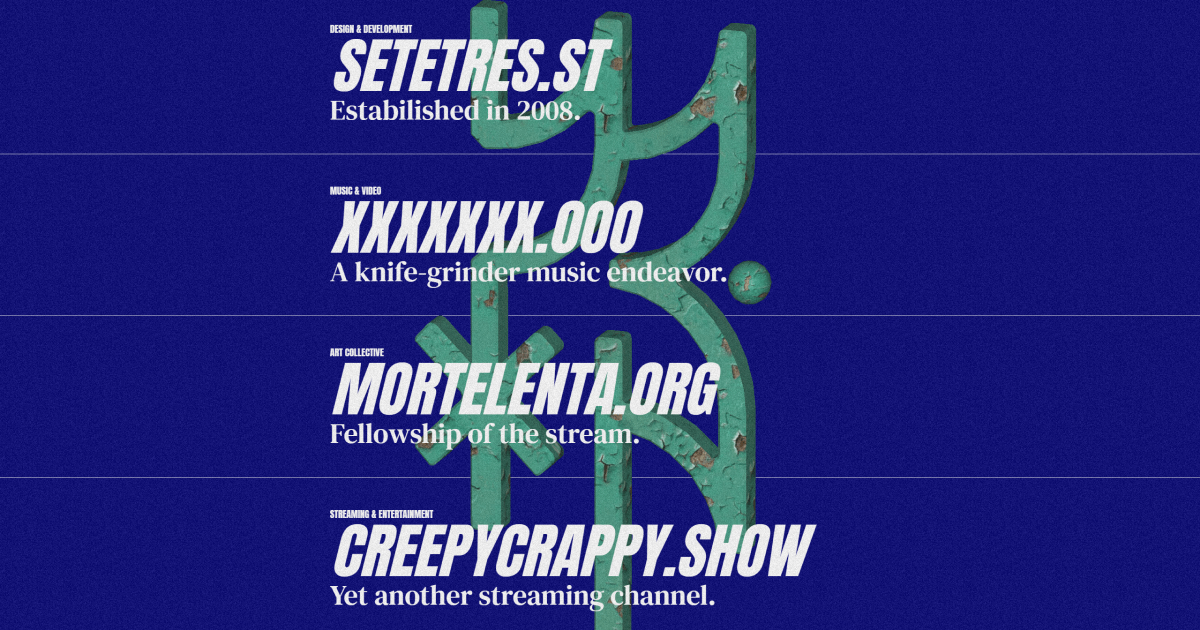 DESIGN & DEVELOPMENT
SETETRES.ST
Estabilished in 2008.
MUSIC & VIDEO
XXXXXXX.OOO
A knife-grinder music endeavor.
ART COLLECTIVE
MORTELENTA.ORG
Fellowship of the stream.
STREAMING & ENTERTAINMENT
CREEPYCRAPPY.SHOW
Yet another streaming channel.